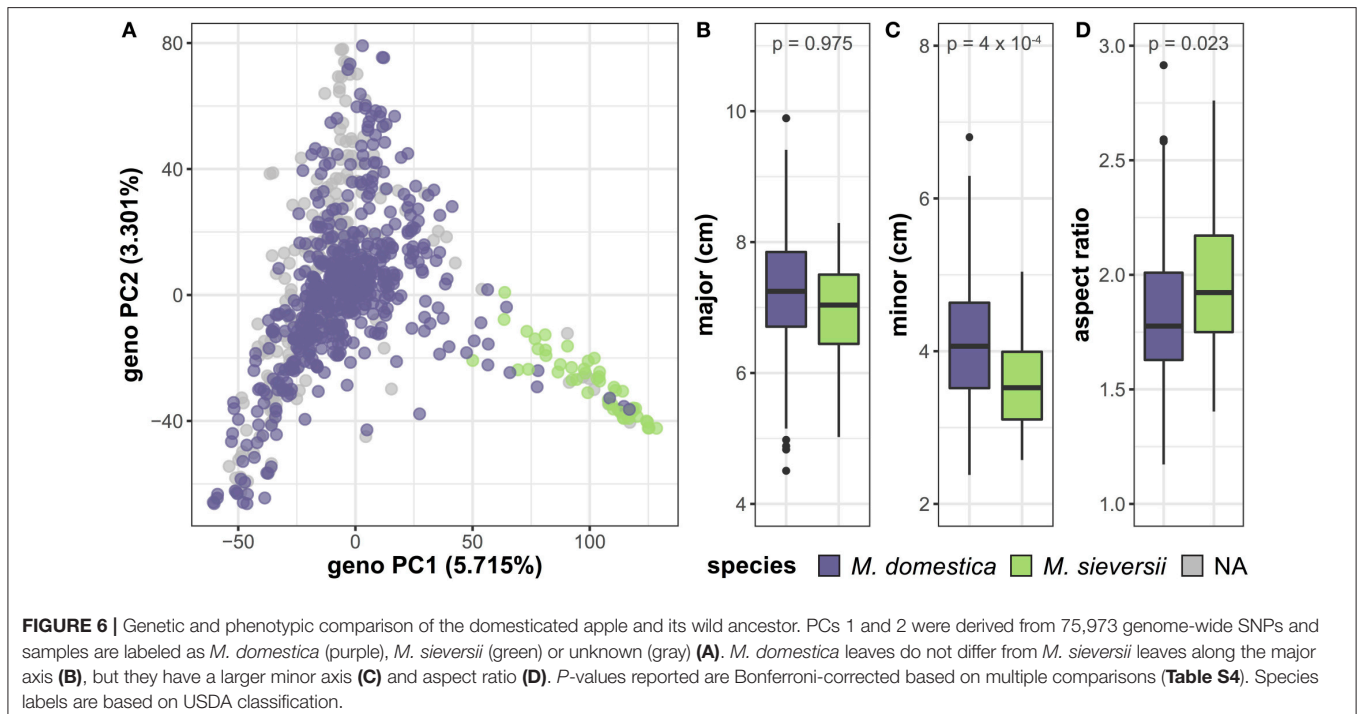 A
B
C
D
80
40
0
−40
geno PC2 (3.301%)
−50
0
50
100
geno PC1 (5.715%)
p = 0.975
10
8
6
4
major (cm)
p = 4 x 10-4
8
6
4
2
minor (cm)
p = 0.023
3.0
2.5
2.0
1.5
1.0
aspect ratio
species M. domestica M. sieversii NA
FIGURE 6 | Genetic and phenotypic comparison of the domesticated apple and its wild ancestor. PCs 1 and 2 were derived from 75,973 genome-wide SNPs and
samples are labeled as M. domestica (purple), M. sieversii (green) or unknown (gray) (A). M. domestica leaves do not differ from M. sieversii leaves along the major
axis (B), but they have a larger minor axis (C) and aspect ratio (D). P-values reported are Bonferroni-corrected based on multiple comparisons (Table S4). Species
labels are based on USDA classification.